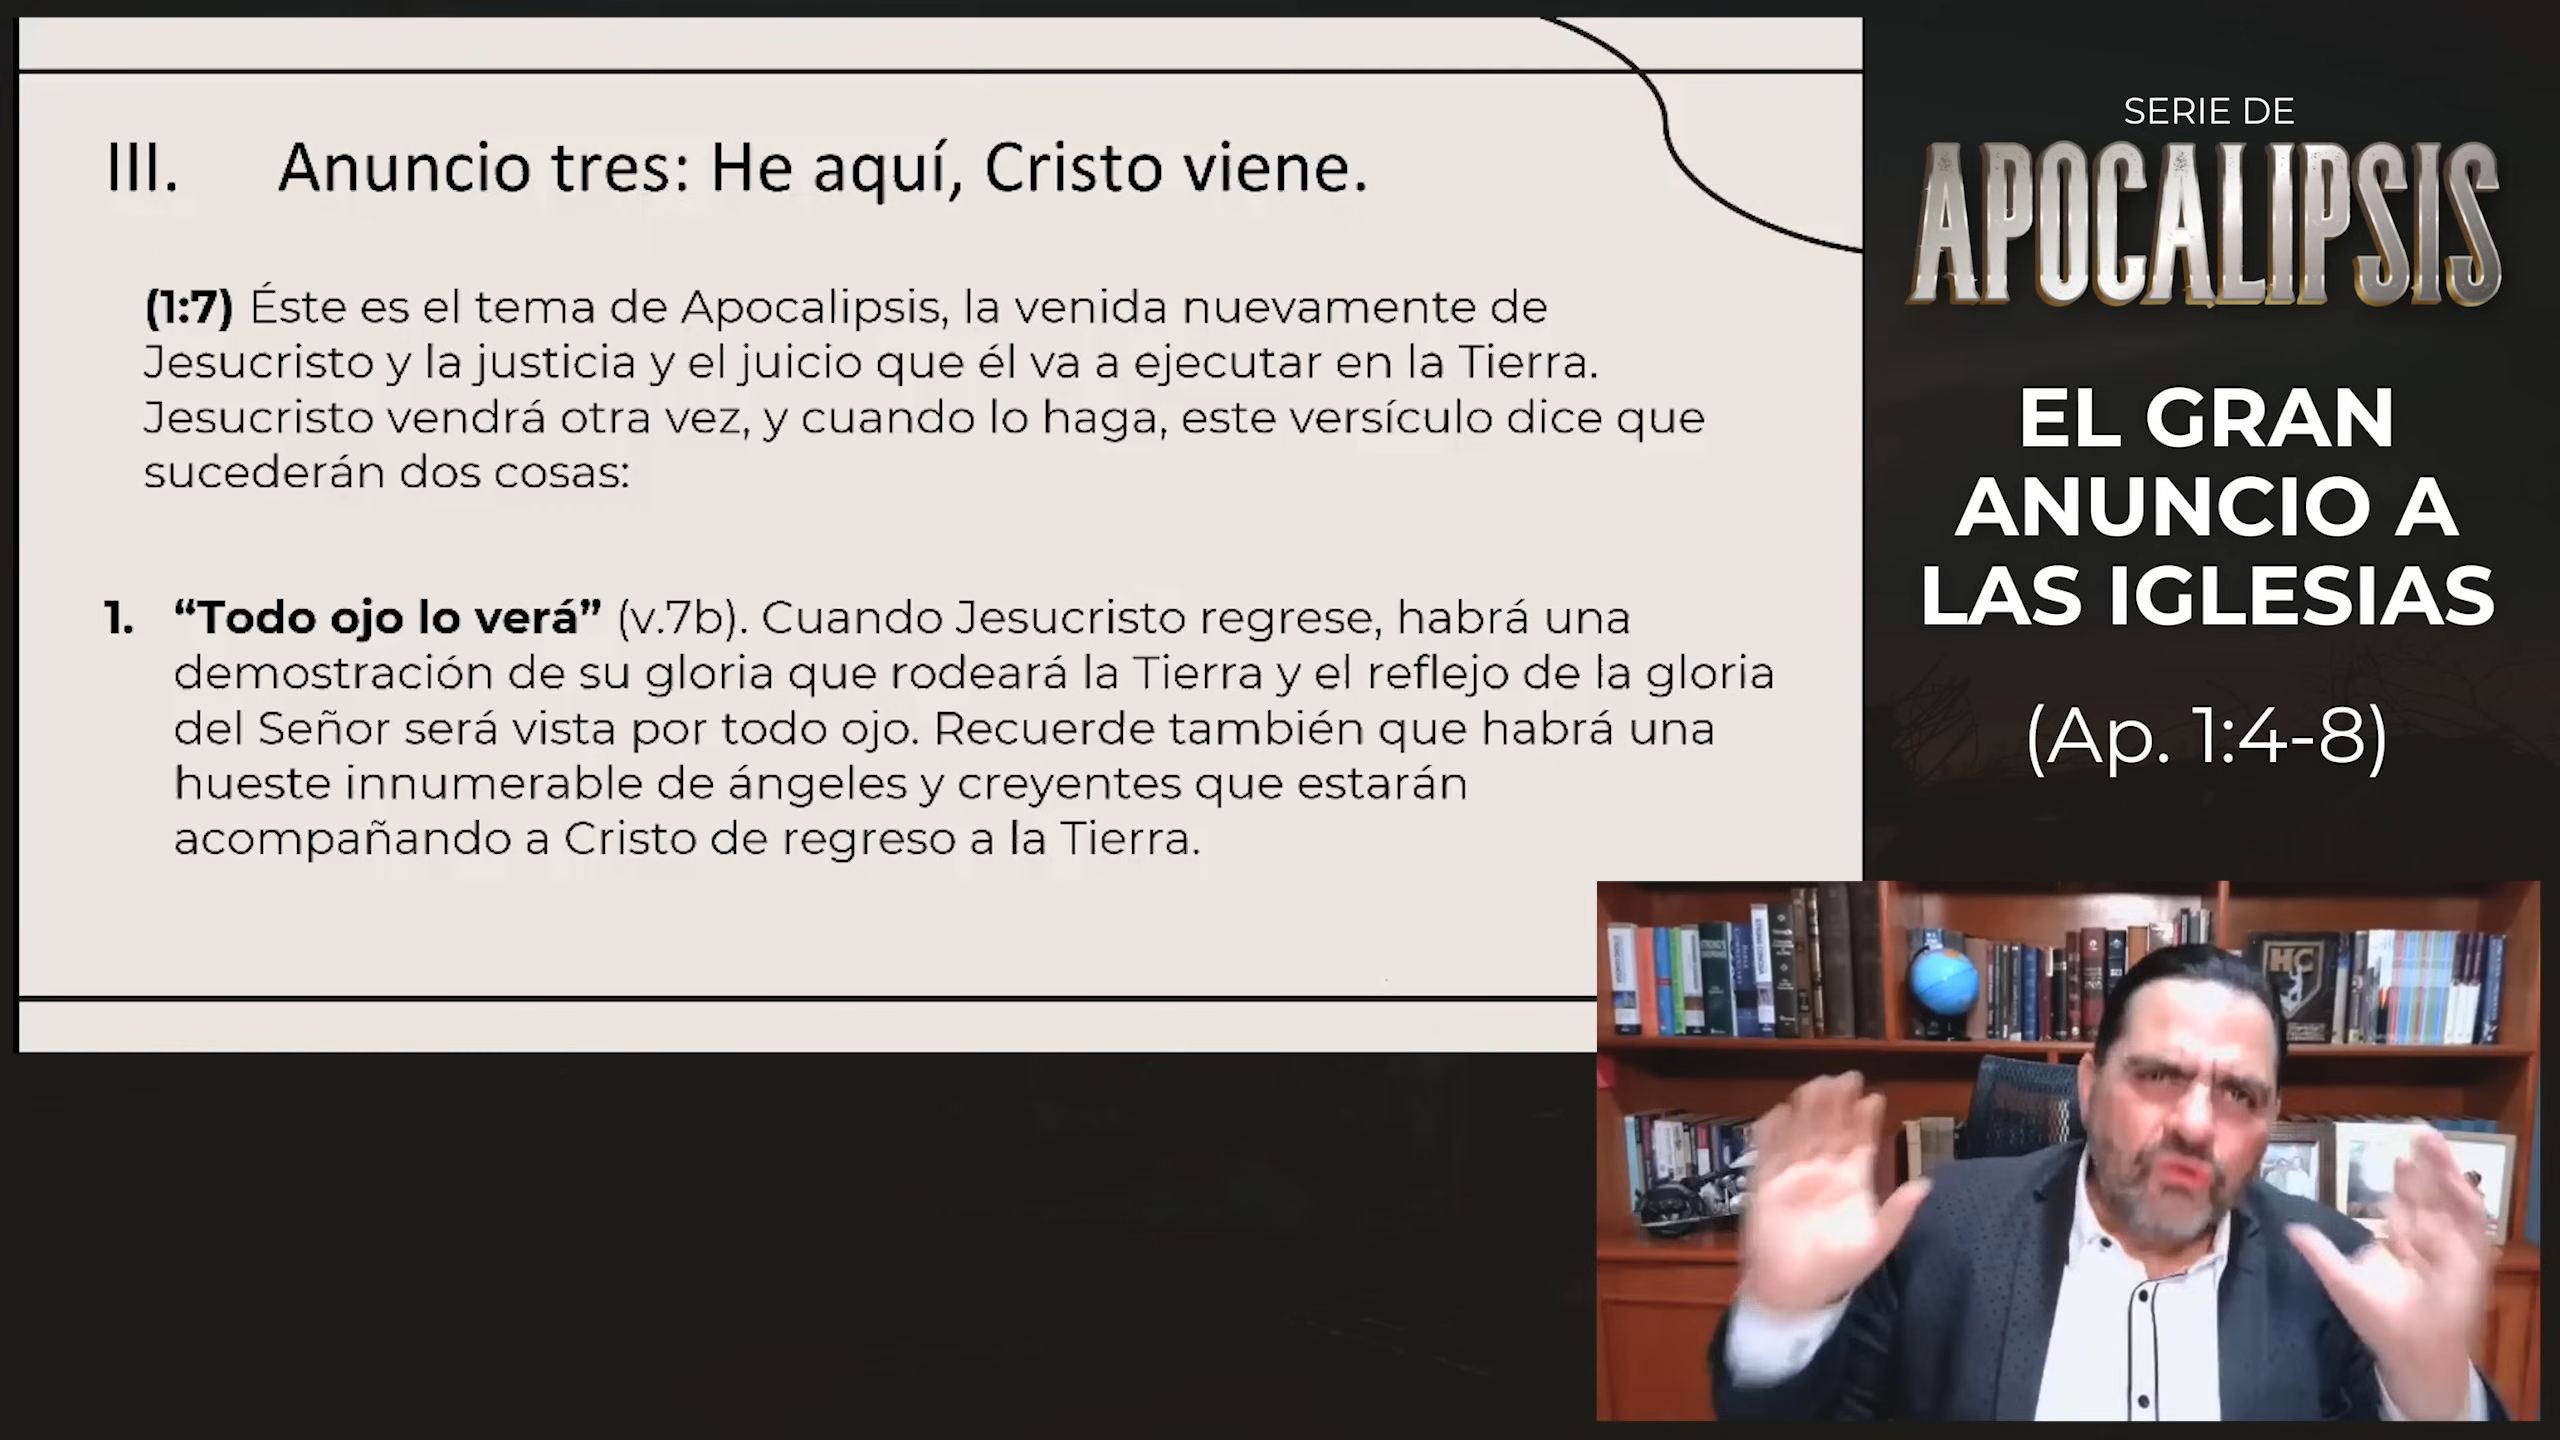 III. Anuncio tres: He aquí, Cristo viene.
(1:7) Éste es el tema de Apocalipsis, la venida nuevamente de
Jesucristo y la justicia y el juicio que él va a ejecutar en la Tierra.
Jesucristo vendrá otra vez, y cuando lo haga, este versículo dice que
sucederán dos cosas:
1. “Todo ojo lo verá” (v.7b). Cuando Jesucristo regrese, habrá una
demostración de su gloria que rodeará la Tierra y el reflejo de la gloria
del Señor será vista por todo ojo. Recuerde también que habrá una
hueste innumerable de ángeles y creyentes que estarán
acompañando a Cristo de regreso a la Tierra.
SERIE DE
APOCALIPSIS
EL GRAN
ANUNCIO A
LAS IGLESIAS
(Ap. 1:4-8)
HC